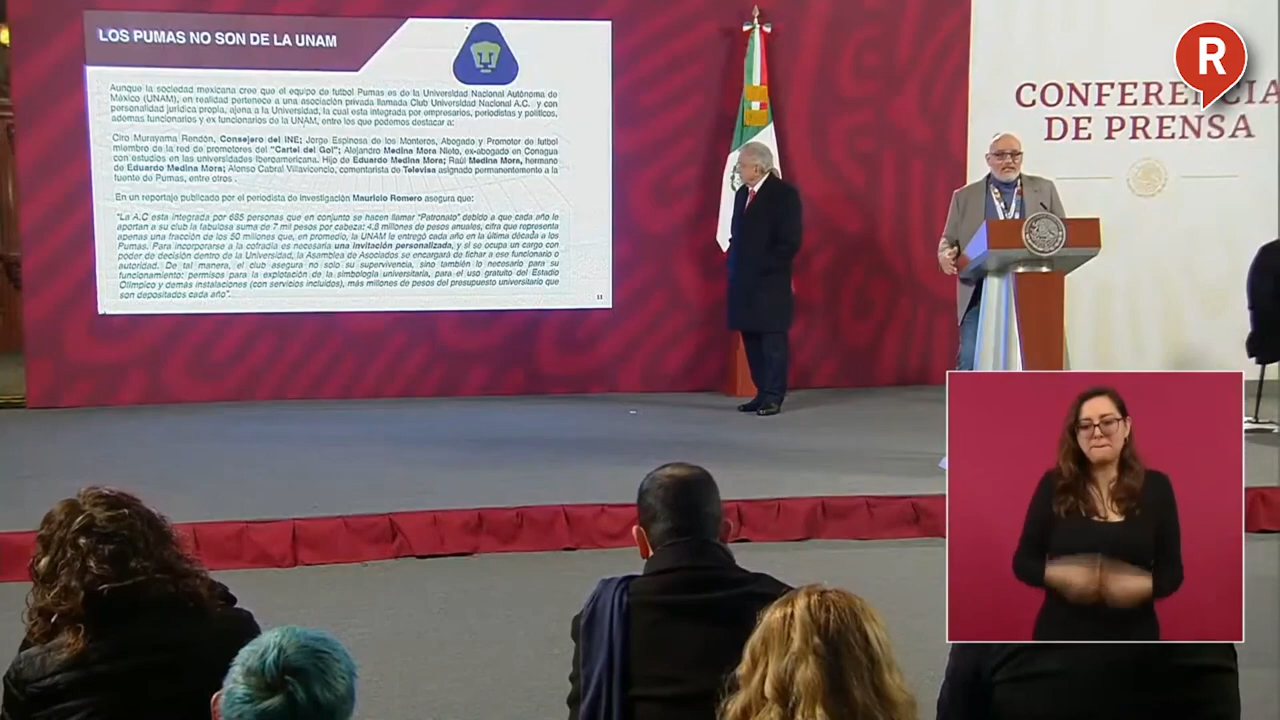 LOS PUMAS NO SON DE LA UNAM
Aunque la sociedad mexicana cree que el equipo de futbol Pumas es de la Universidad Nacional Autónoma de
México (UNAM), en realidad pertenece a una asociación privada llamada Club Universidad Nacional A.C. y con
personalidad jurídica propia, ajena a la Universidad, la cual esta integrada por empresarios, periodistas y políticos,
ademas funcionarios y ex funcionarios de la UNAM, entre los que podemos destacar a:
Ciro Murayama Rendón, Consejero del INE; Jorge Espinosa de los Monteros, Abogado y Promotor de futbol
miembro de la red de promotores del "Cartel del Gol"; Alejandro Medina Mora Nieto, ex-abogado en Conagua
con estudios en las universidades Iberoamericana. Hijo de Eduardo Medina Mora; Raúl Medina Mora, hermano
de Eduardo Medina Mora; Alonso Cabral Villavicencio, comentarista de Televisa asignado permanentemente a la
fuente de Pumas, entre otros .
En un reportaje publicado por el periodista de Investigación Mauricio Romero asegura que:
"La A.C esta integrada por 685 personas que en conjunto se hacen llamar "Patronato" debido a que cada año le
aportan a su club la fabulosa suma de 7 mil pesos por cabeza: 4.8 millones de pesos anuales, cifra que representa
apenas una fracción de los 50 millones que, en promedio, la UNAM le entregó cada año en la última década a los
Pumas. Para incorporarse a la cofradía es necesaria una invitación personalizada, y si se ocupa un cargo con
poder de decisión dentro de la Universidad, la Asamblea de Asociados se encargará de fichar a ese funcionario o
autoridad. De tal manera, el club asegura no solo su supervivencia, sino también lo necesario para su
funcionamiento: permisos para la explotación de la simbología universitaria, para el uso gratuito del Estadio
Olímpico y demás instalaciones (con servicios incluidos), más millones de pesos del presupuesto universitario que
son depositados cada año".
11
R
CONFERENCIA
DE PRENSA